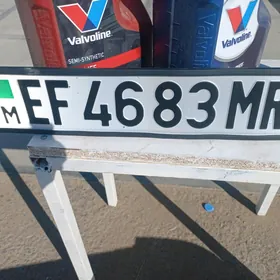 Valvoline
SEMI-SYNTHETIC
Valvoline
M EF 4683 MR